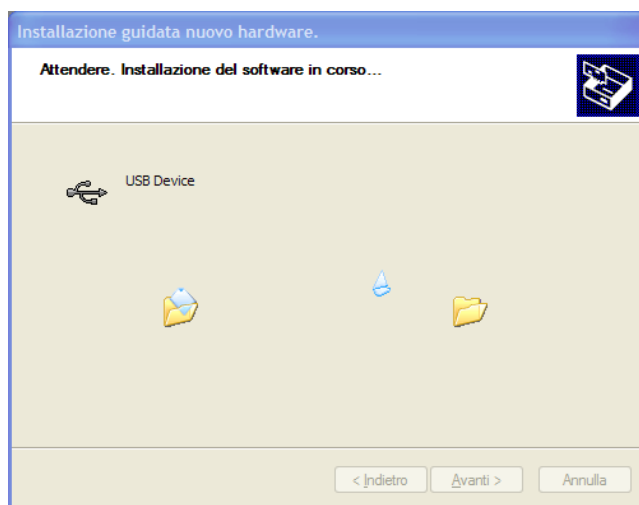 Installazione guidata nuovo hardware.
Attendere. Installazione del software in corso...
USB Device
< Indietro
Avanti >
Annulla